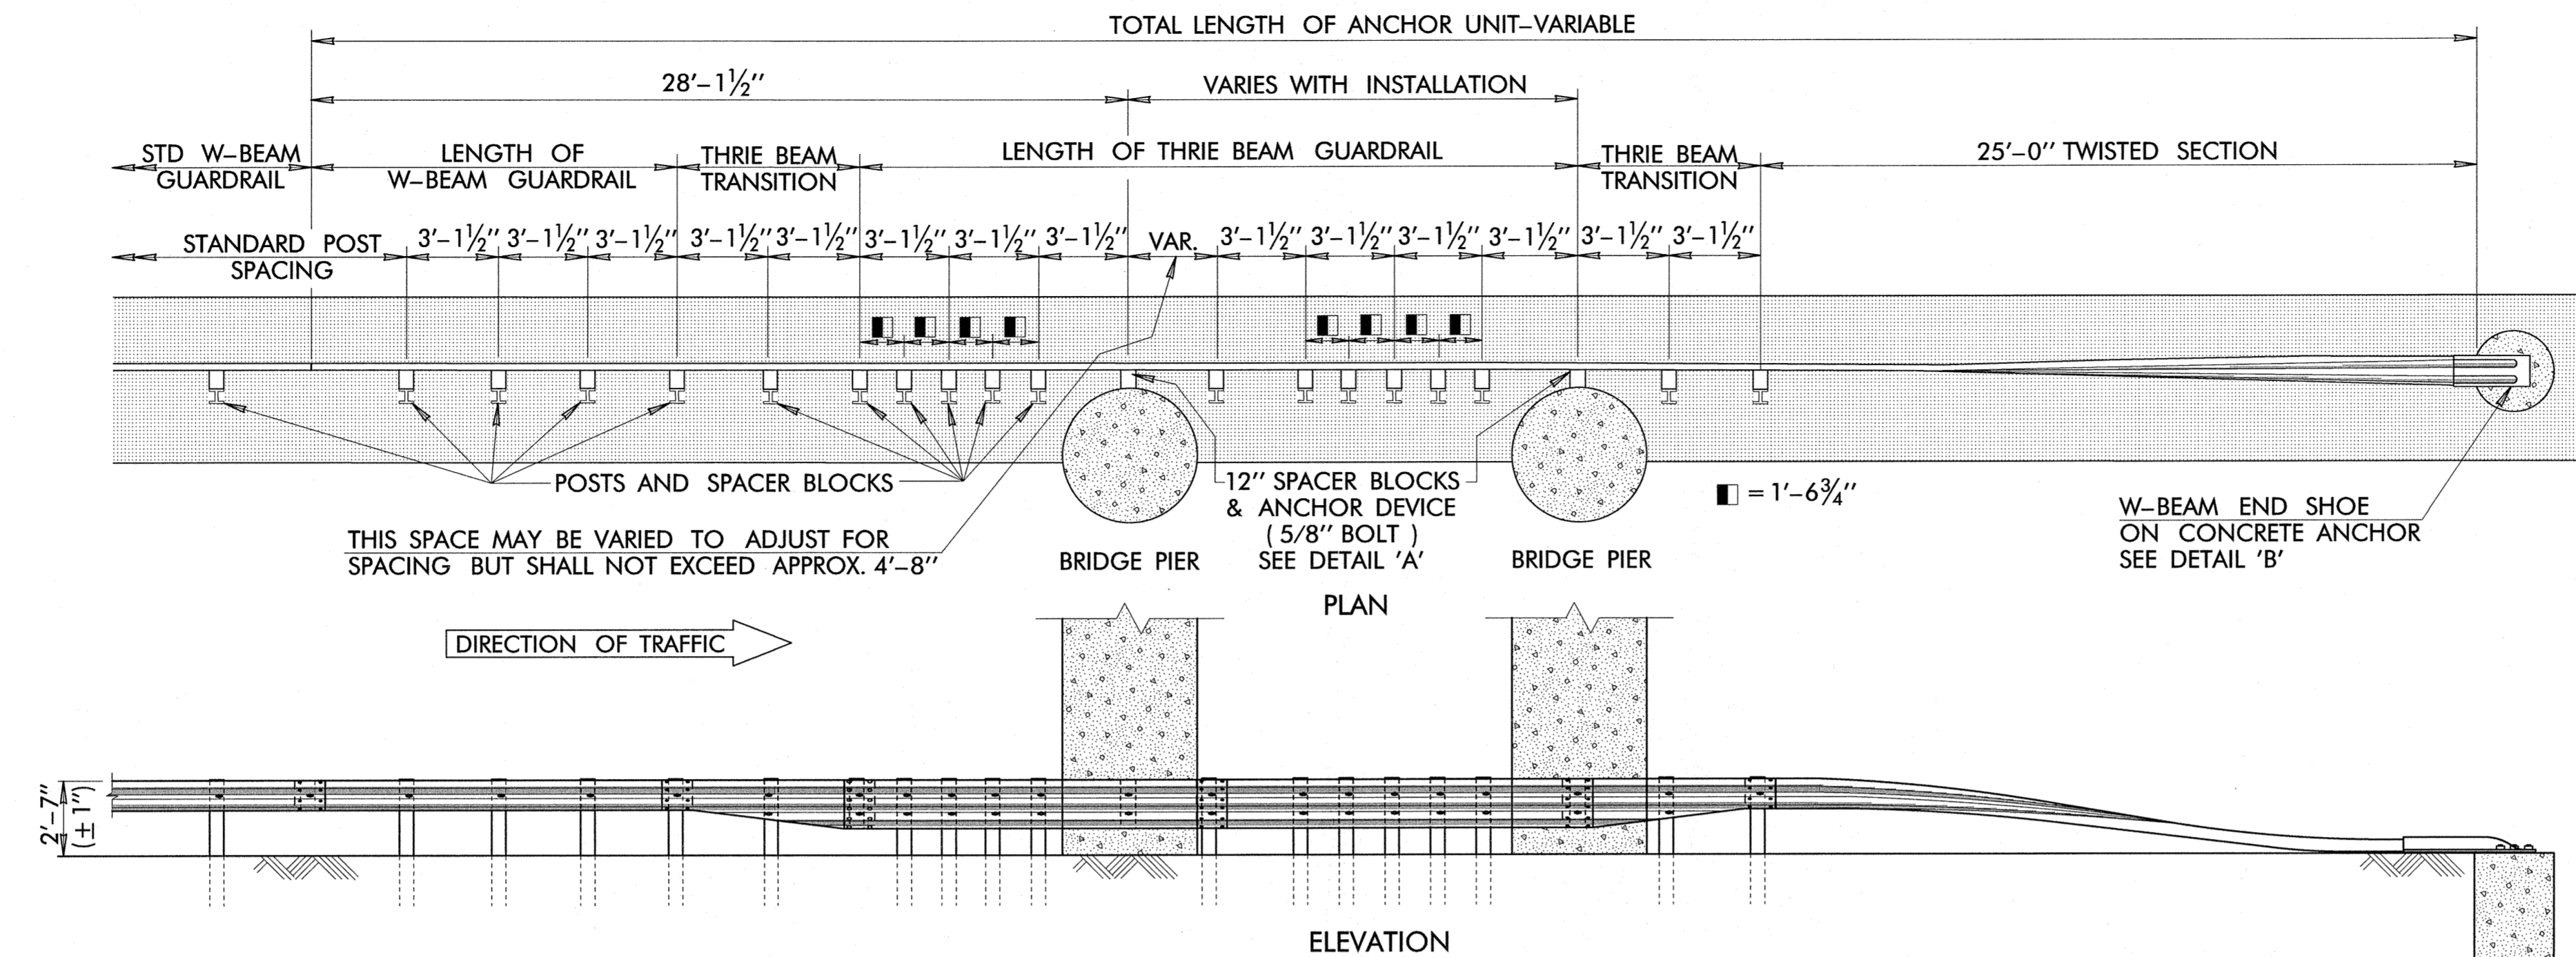 TOTAL LENGTH OF ANCHOR UNIT–VARIABLE
28'–1½"
VARIES WITH INSTALLATION
STD W–BEAM
GUARDRAIL
LENGTH OF
W–BEAM GUARDRAIL
THRIE BEAM
TRANSITION
LENGTH OF THRIE BEAM GUARDRAIL
THRIE BEAM
TRANSITION
25'–0" TWISTED SECTION
STANDARD POST
SPACING
3'–1½" 3'–1½" 3'–1½" 3'–1½" 3'–1½" 3'–1½" 3'–1½" 3'–1½" VAR. 3'–1½" 3'–1½" 3'–1½" 3'–1½" 3'–1½" 3'–1½"
POSTS AND SPACER BLOCKS
12" SPACER BLOCKS
& ANCHOR DEVICE
( 5/8" BOLT )
SEE DETAIL 'A'
= 1'–6¾"
W–BEAM END SHOE
ON CONCRETE ANCHOR
SEE DETAIL 'B'
THIS SPACE MAY BE VARIED TO ADJUST FOR
SPACING BUT SHALL NOT EXCEED APPROX. 4'–8"
BRIDGE PIER
BRIDGE PIER
PLAN
DIRECTION OF TRAFFIC
2'–7"
(± 1")
ELEVATION